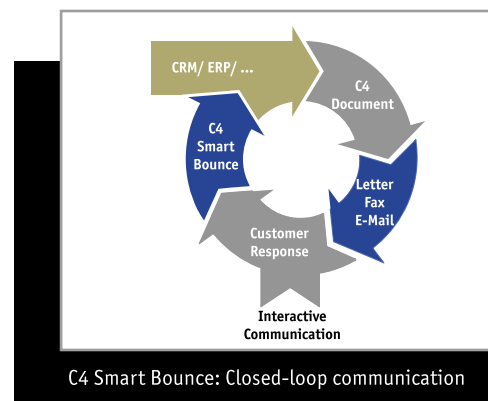 CRM/ ERP/ ...
C4
Document
Letter
Fax
E-Mail
Customer
Response
C4
Smart
Bounce
Interactive
Communication
C4 Smart Bounce: Closed-loop communication